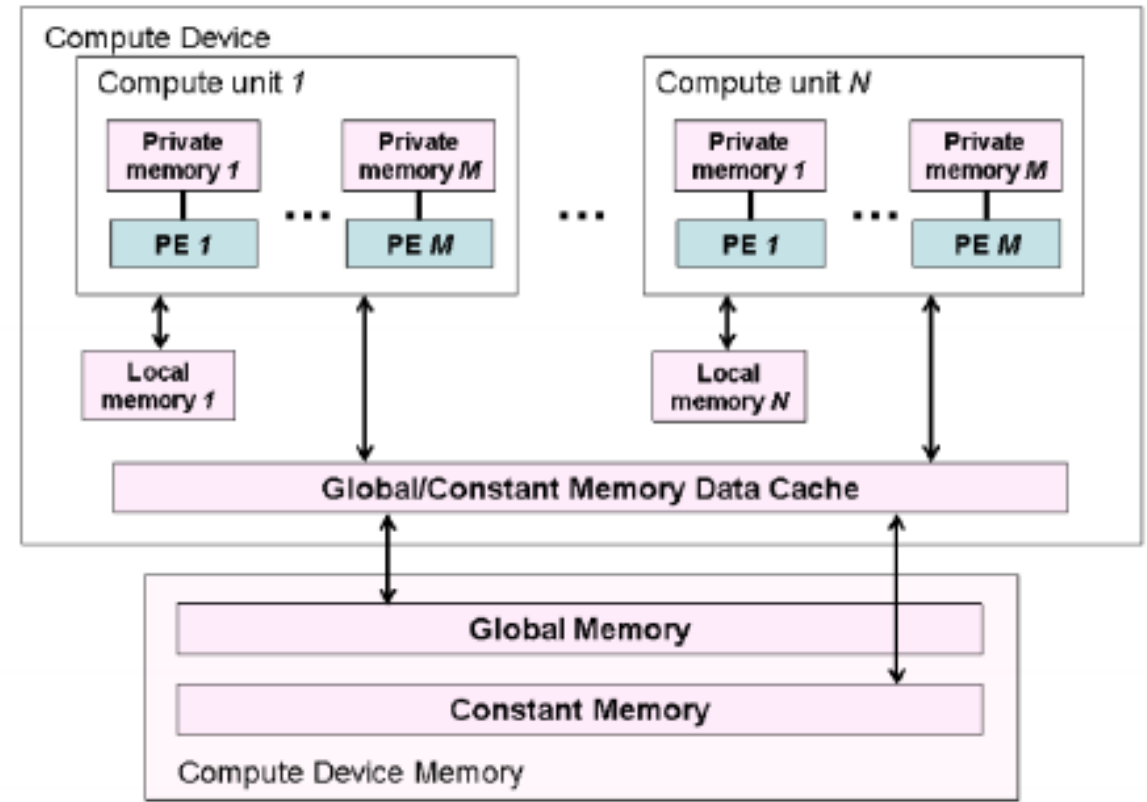 Compute Device
Compute unit 1
Compute unit N
Private
memory 1
Private
memory M
Private
memory 1
Private
memory M
...
...
...
PE 1
PE M
PE 1
PE M
Local
memory 1
Local
memory N
Global/Constant Memory Data Cache
Global Memory
Constant Memory
Compute Device Memory